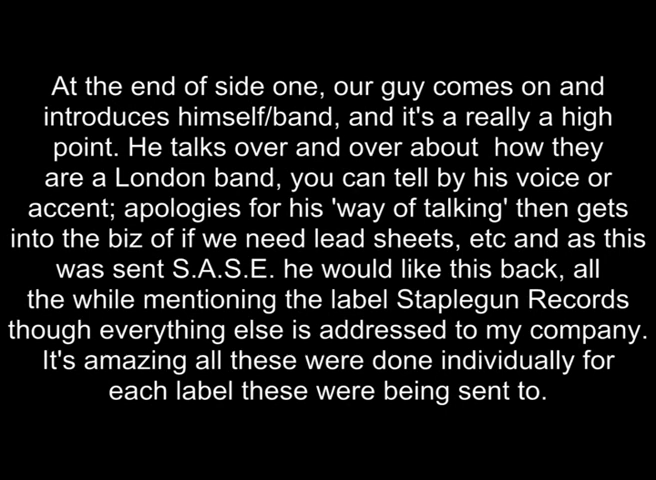 At the end of side one, our guy comes on and
introduces himself/band, and it's a really a high
point. He talks over and over about  how they
are a London band, you can tell by his voice or
accent; apologies for his 'way of talking' then gets
into the biz of if we need lead sheets, etc and as this
was sent S.A.S.E. he would like this back, all
the while mentioning the label Staplegun Records
though everything else is addressed to my company.
It's amazing all these were done individually for
each label these were being sent to.